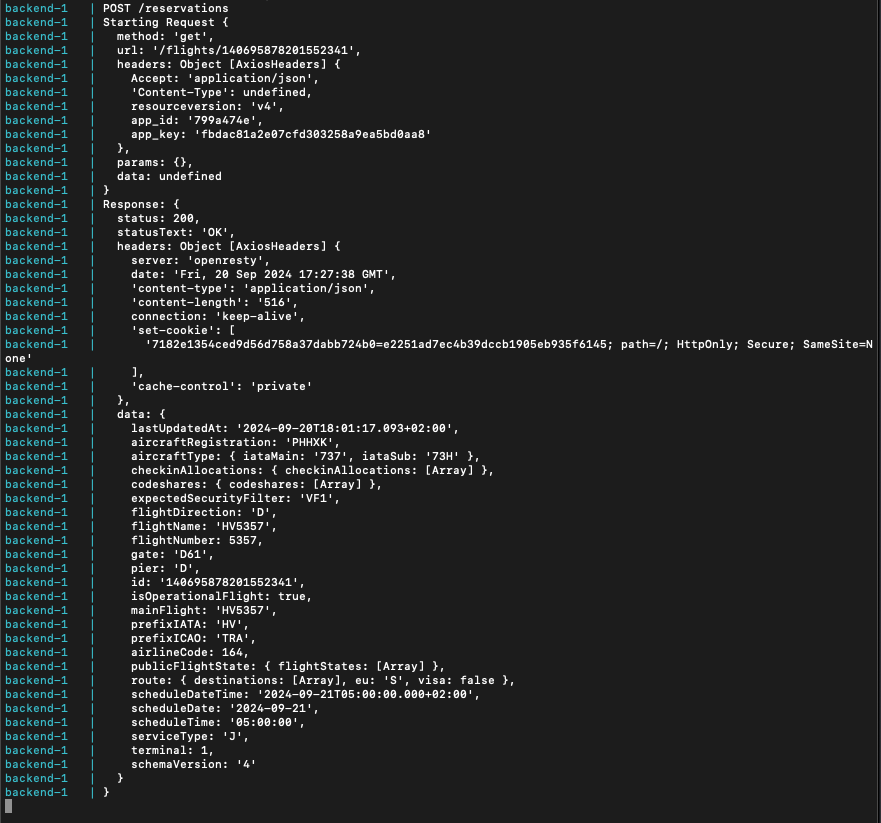 backend-1   | POST /reservations
backend-1   | Starting Request {
backend-1   |   method: 'get',
backend-1   |   url: '/flights/140695878201552341',
backend-1   |   headers: Object [AxiosHeaders] {
backend-1   |     Accept: 'application/json',
backend-1   |     'Content-Type': undefined,
backend-1   |     resourceversion: 'v4',
backend-1   |     app_id: '799a474e',
backend-1   |     app_key: 'fbdac81a2e07cfd303258a9ea5bd0aa8'
backend-1   |   },
backend-1   |   params: {},
backend-1   |   data: undefined
backend-1   | }
backend-1   | Response: {
backend-1   |   status: 200,
backend-1   |   statusText: 'OK',
backend-1   |   headers: Object [AxiosHeaders] {
backend-1   |     server: 'openresty',
backend-1   |     date: 'Fri, 20 Sep 2024 17:27:38 GMT',
backend-1   |     'content-type': 'application/json',
backend-1   |     'content-length': '516',
backend-1   |     connection: 'keep-alive',
backend-1   |     'set-cookie': [
backend-1   |       '7182e1354ced9d56d758a37dabb724b0=e2251ad7ec4b39dccb1905eb935f6145; path=/; HttpOnly; Secure; SameSite=N
one'
backend-1   |     ],
backend-1   |     'cache-control': 'private'
backend-1   |   },
backend-1   |   data: {
backend-1   |     lastUpdatedAt: '2024-09-20T18:01:17.093+02:00',
backend-1   |     aircraftRegistration: 'PHHXK',
backend-1   |     aircraftType: { iataMain: '737', iataSub: '73H' },
backend-1   |     checkinAllocations: { checkinAllocations: [Array] },
backend-1   |     codeshares: { codeshares: [Array] },
backend-1   |     expectedSecurityFilter: 'VF1',
backend-1   |     flightDirection: 'D',
backend-1   |     flightName: 'HV5357',
backend-1   |     flightNumber: 5357,
backend-1   |     gate: 'D61',
backend-1   |     pier: 'D',
backend-1   |     id: '140695878201552341',
backend-1   |     isOperationalFlight: true,
backend-1   |     mainFlight: 'HV5357',
backend-1   |     prefixIATA: 'HV',
backend-1   |     prefixICAO: 'TRA',
backend-1   |     airlineCode: 164,
backend-1   |     publicFlightState: { flightStates: [Array] },
backend-1   |     route: { destinations: [Array], eu: 'S', visa: false },
backend-1   |     scheduleDateTime: '2024-09-21T05:00:00.000+02:00',
backend-1   |     scheduleDate: '2024-09-21',
backend-1   |     scheduleTime: '05:00:00',
backend-1   |     serviceType: 'J',
backend-1   |     terminal: 1,
backend-1   |     schemaVersion: '4'
backend-1   |   }
backend-1   | }